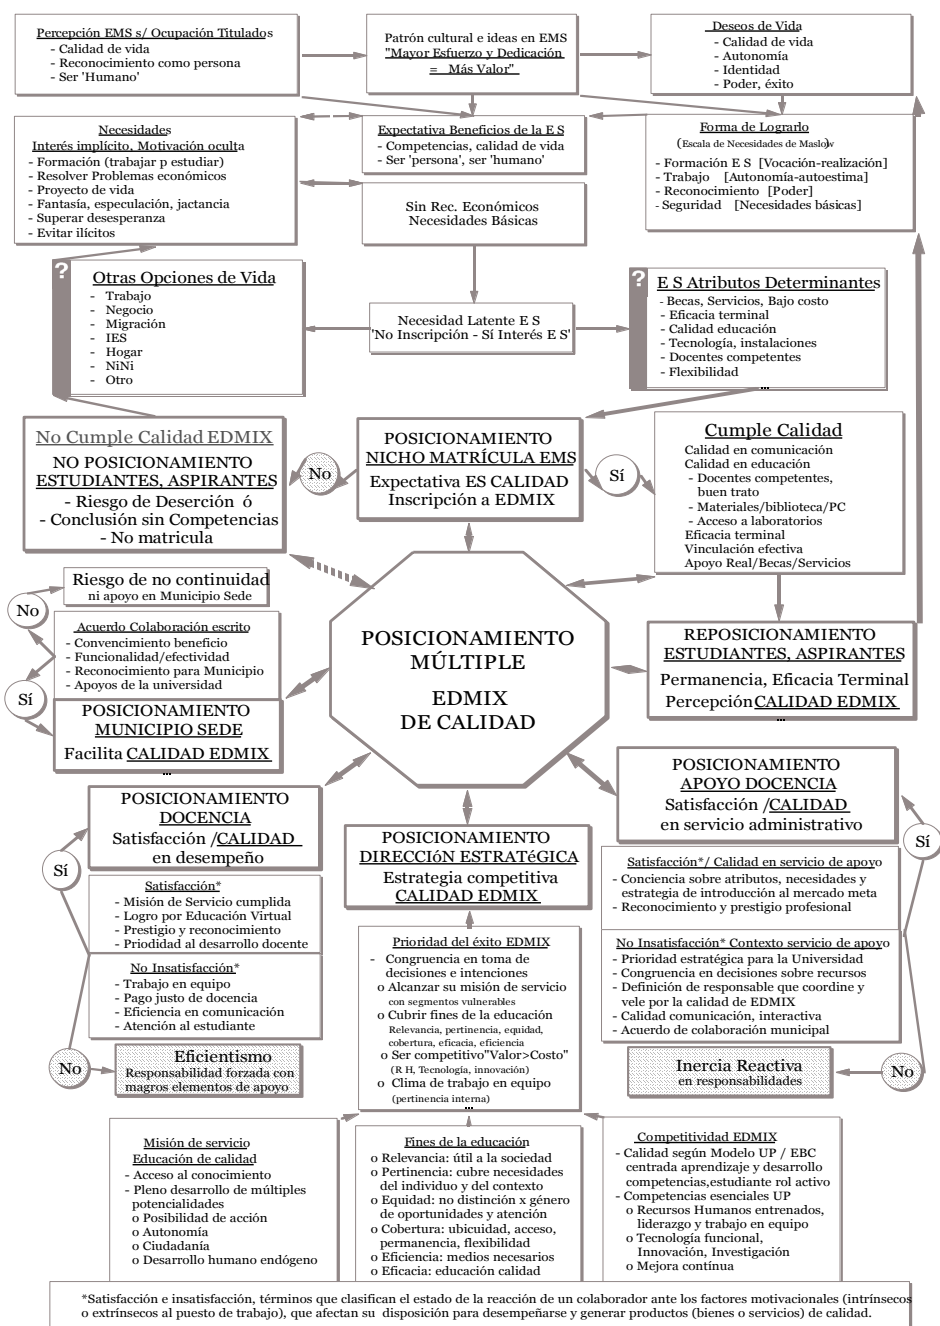 Percepción EMS s/ Ocupación Titulados
- Calidad de vida
- Reconocimiento como persona
- Ser 'Humano'
Patrón cultural e ideas en EMS
"Mayor Esfuerzo y Dedicación
= Más Valor"
Deseos de Vida
- Calidad de vida
- Autonomía
- Identidad
- Poder, éxito
Necesidades
Interés implícito, Motivación oculta
- Formación (trabajar p estudiar)
- Resolver Problemas económicos
- Proyecto de vida
- Fantasía, especulación, jactancia
- Superar desesperanza
- Evitar ilícitos
Expectativa Beneficios de la E S
- Competencias, calidad de vida
- Ser 'persona', ser 'humano'
Forma de Lograrlo
(Escala de Necesidades de Maslow)
- Formación E S [Vocación-realización]
- Trabajo [Autonomía-autoestima]
- Reconocimiento [Poder]
- Seguridad [Necesidades básicas]
Sin Rec. Económicos
Necesidades Básicas
?
Otras Opciones de Vida
- Trabajo
- Negocio
- Migración
- IES
- Hogar
- NiNi
- Otro
Necesidad Latente E S
'No Inscripción - Sí Interés E S'
?
E S Atributos Determinantes
- Becas, Servicios, Bajo costo
- Eficacia terminal
- Calidad educación
- Tecnología, instalaciones
- Docentes competentes
- Flexibilidad
...
No Cumple Calidad EDMIX
NO POSICIONAMIENTO
ESTUDIANTES, ASPIRANTES
- Riesgo de Deserción ó
- Conclusión sin Competencias
- No matricula
No
POSICIONAMIENTO
NICHO MATRÍCULA EMS
Expectativa ES CALIDAD
Inscripción a EDMIX
Sí
Cumple Calidad
Calidad en comunicación
Calidad en educación
- Docentes competentes,
buen trato
- Materiales/biblioteca/PC
- Acceso a laboratorios
Eficacia terminal
Vinculación efectiva
Apoyo Real/Becas/Servicios
Riesgo de no continuidad
ni apoyo en Municipio Sede
No
Acuerdo Colaboración escrito
- Convencimiento beneficio
- Funcionalidad/efectividad
- Reconocimiento para Municipio
- Apoyos de la universidad
Sí
POSICIONAMIENTO
MUNICIPIO SEDE
Facilita CALIDAD EDMIX
...
POSICIONAMIENTO
MÚLTIPLE
EDMIX
DE CALIDAD
REPOSICIONAMIENTO
ESTUDIANTES, ASPIRANTES
Permanencia, Eficacia Terminal
Percepción CALIDAD EDMIX
...
POSICIONAMIENTO
DOCENCIA
Satisfacción /CALIDAD
en desempeño
Sí
Satisfacción*
- Misión de Servicio cumplida
- Logro por Educación Virtual
- Prestigio y reconocimiento
- Priodidad al desarrollo docente
No Insatisfacción*
- Trabajo en equipo
- Pago justo de docencia
- Eficiencia en comunicación
- Atención al estudiante
No
Eficientismo
Responsabilidad forzada con
magros elementos de apoyo
POSICIONAMIENTO
DIRECCIóN ESTRATéGICA
Estrategia competitiva
CALIDAD EDMIX
Prioridad del éxito EDMIX
- Congruencia en toma de
decisiones e intenciones
o Alcanzar su misión de servicio
con segmentos vulnerables
o Cubrir fines de la educación
Relevancia, pertinencia, equidad,
cobertura, eficacia, eficiencia
o Ser competitivo"Valor>Costo"
(R H, Tecnología, innovación)
o Clima de trabajo en equipo
(pertinencia interna)
...
POSICIONAMIENTO
APOYO DOCENCIA
Satisfacción /CALIDAD
en servicio administrativo
Sí
Satisfacción*/ Calidad en servicio de apoyo
- Conciencia sobre atributos, necesidades y
estrategia de introducción al mercado meta
- Reconocimiento y prestigio profesional
No Insatisfacción* Contexto servicio de apoyo
- Prioridad estratégica para la Universidad
- Congruencia en decisiones sobre recursos
- Definición de responsable que coordine y
vele por la calidad de EDMIX
- Calidad comunicación, interactiva
- Acuerdo de colaboración municipal
Inercia Reactiva
en responsabilidades
No
Misión de servicio
Educación de calidad
- Acceso al conocimiento
- Pleno desarrollo de múltiples
potencialidades
o Posibilidad de acción
o Autonomía
o Ciudadanía
o Desarrollo humano endógeno
Fines de la educación
o Relevancia: útil a la sociedad
o Pertinencia: cubre necesidades
del individuo y del contexto
o Equidad: no distinción x género
de oportunidades y atención
o Cobertura: ubicuidad, acceso,
permanencia, flexibilidad
o Eficiencia: medios necesarios
o Eficacia: educación calidad
Competitividad EDMIX
- Calidad según Modelo UP / EBC
centrada aprendizaje y desarrollo
competencias,estudiante rol activo
- Competencias esenciales UP
o Recursos Humanos entrenados,
liderazgo y trabajo en equipo
o Tecnología funcional,
Innovación, Investigación
o Mejora contínua
*Satisfacción e insatisfacción, términos que clasifican el estado de la reacción de un colaborador ante los factores motivacionales (intrínsecos
o extrínsecos al puesto de trabajo), que afectan su disposición para desempeñarse y generar productos (bienes o servicios) de calidad.